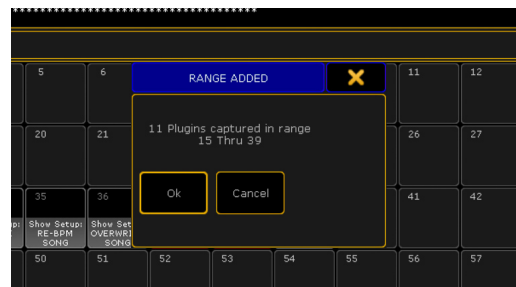 *************************************
5 6 RANGE ADDED 11 12
11 Plugins captured in range
15 Thru 39
20 21 26 27
Ok Cancel
35 36 41 42
Show Setup: Show Set
RE-BPM OVERWRI
SONG SONG
50 51 52 53 54 55 56 57